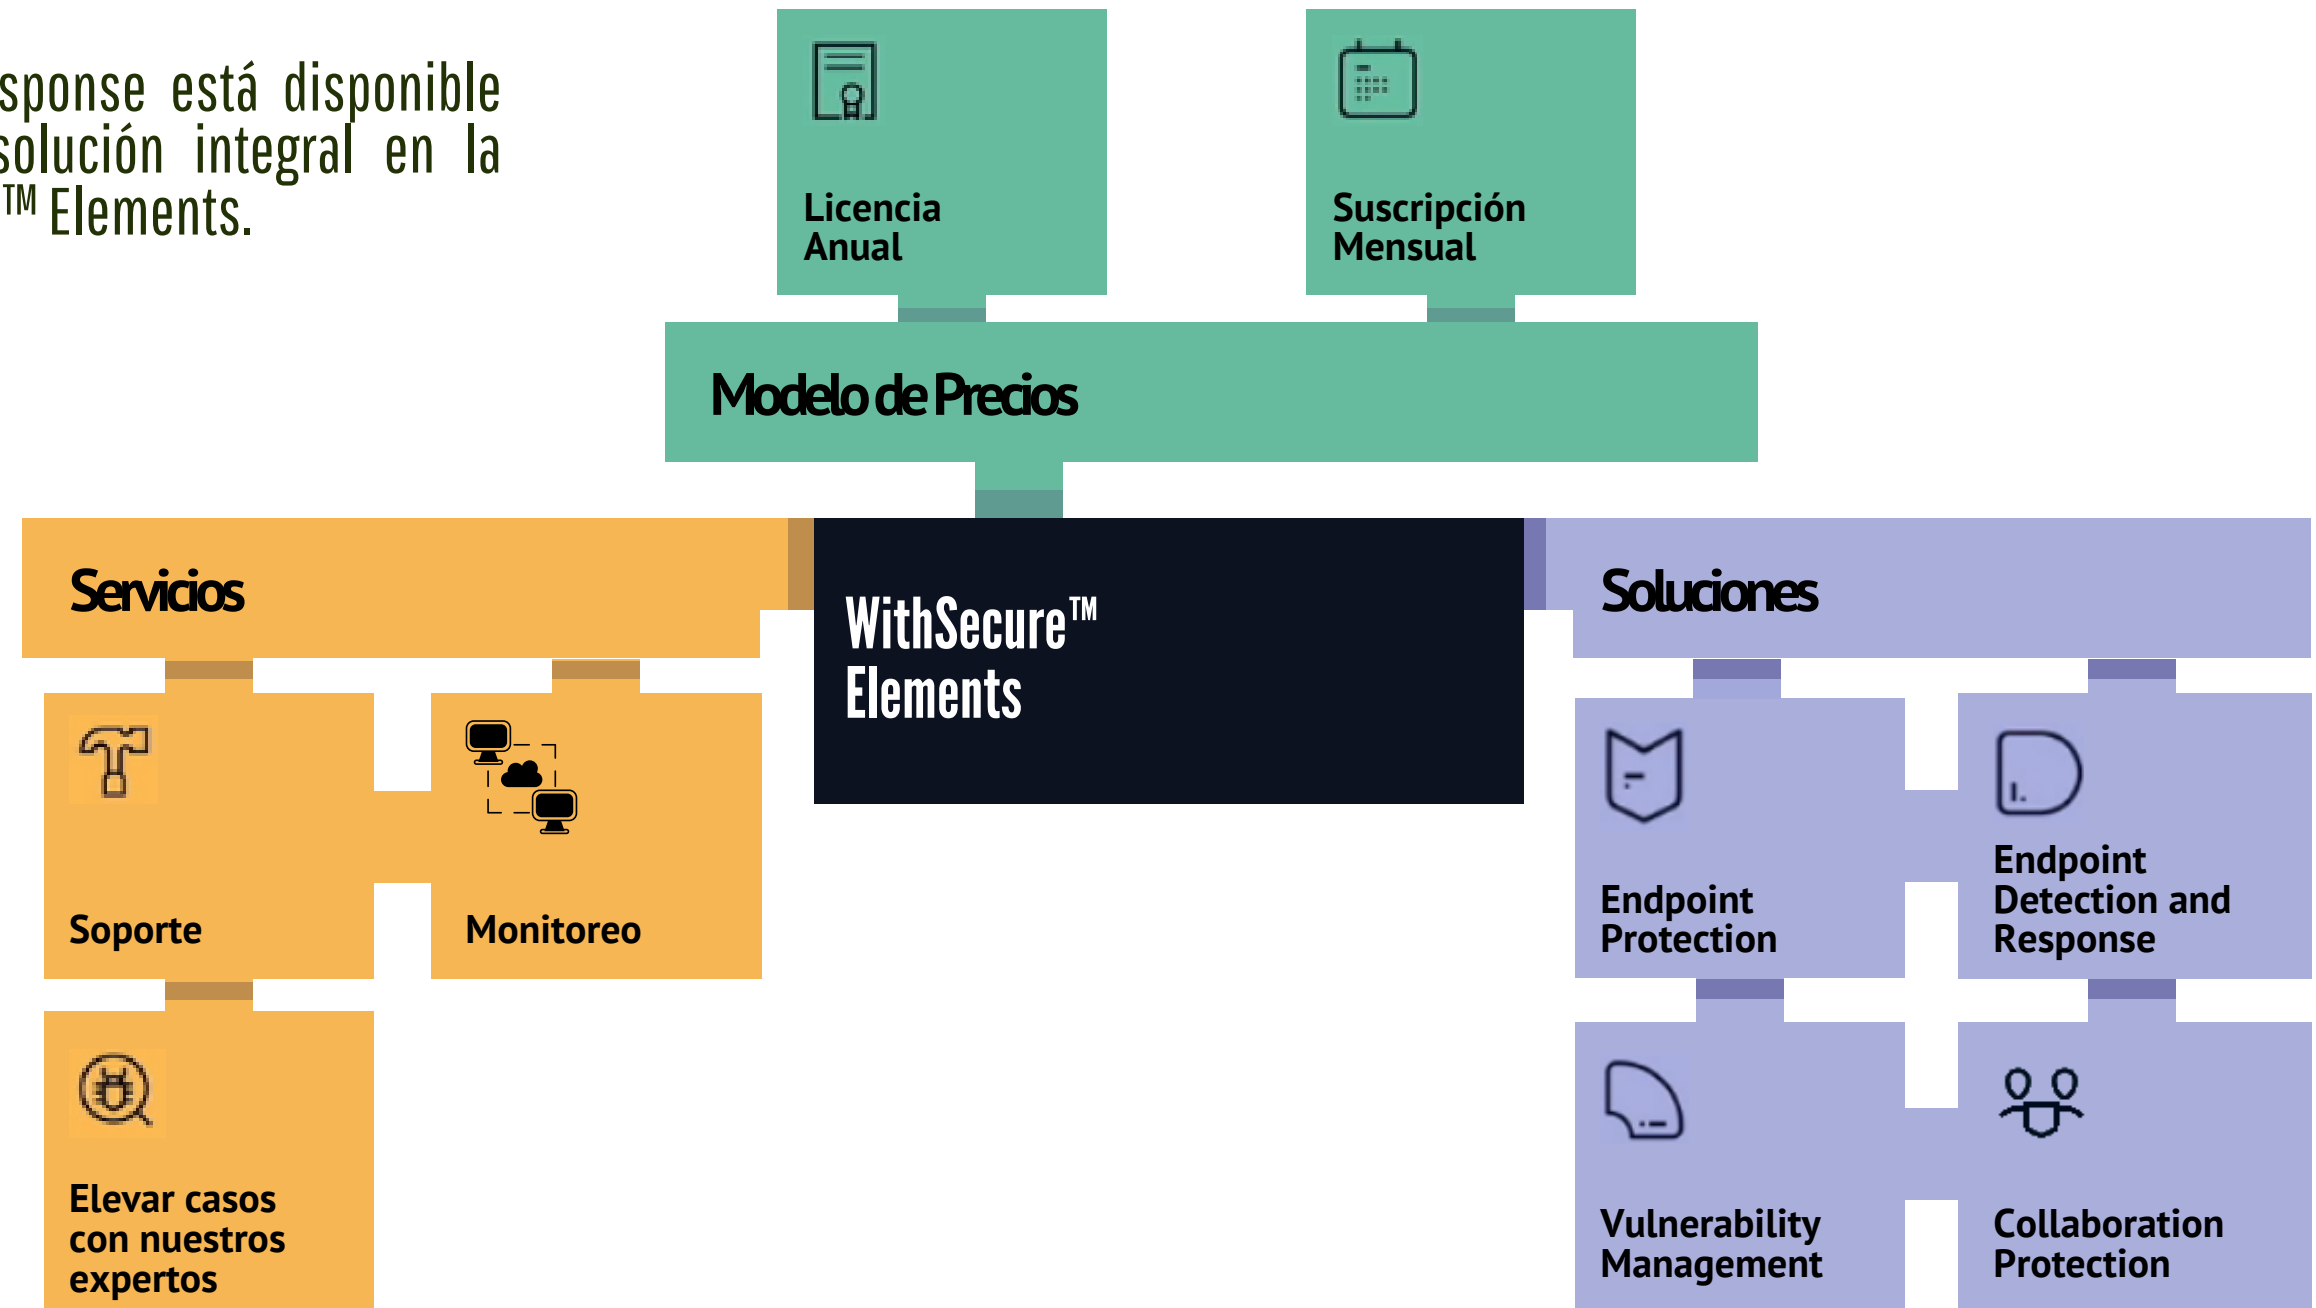 sponse está disponible
solución integral en la
™ Elements.
Licencia
Anual
Suscripción
Mensual
Modelo de Precios
Servicios
WithSecure™
Elements
Soluciones
Soporte
Monitoreo
Endpoint
Protection
Endpoint
Detection and
Response
Elevar casos
con nuestros
expertos
Vulnerability
Management
Collaboration
Protection